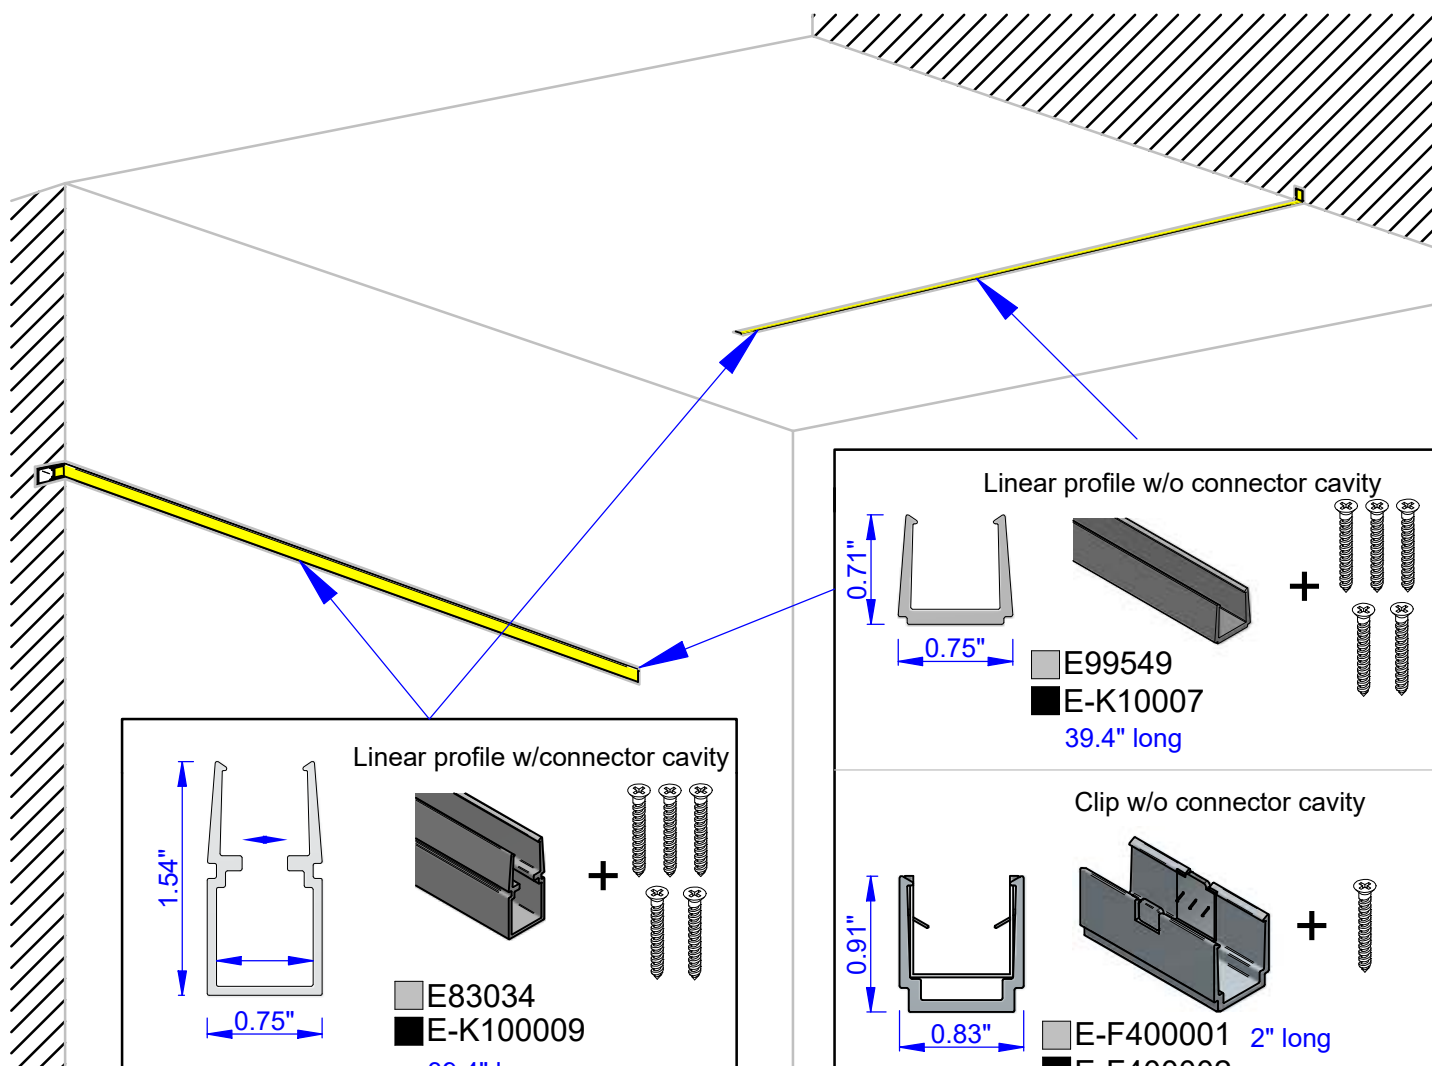 Linear profile w/o connector cavity
0.71"
+
0.75"
E99549
E-K10007
39.4" long
Linear profile w/connector cavity
1.54"
+
0.75"
E83034
E-K100009
Clip w/o connector cavity
0.91"
+
0.83"
E-F400001 2" long